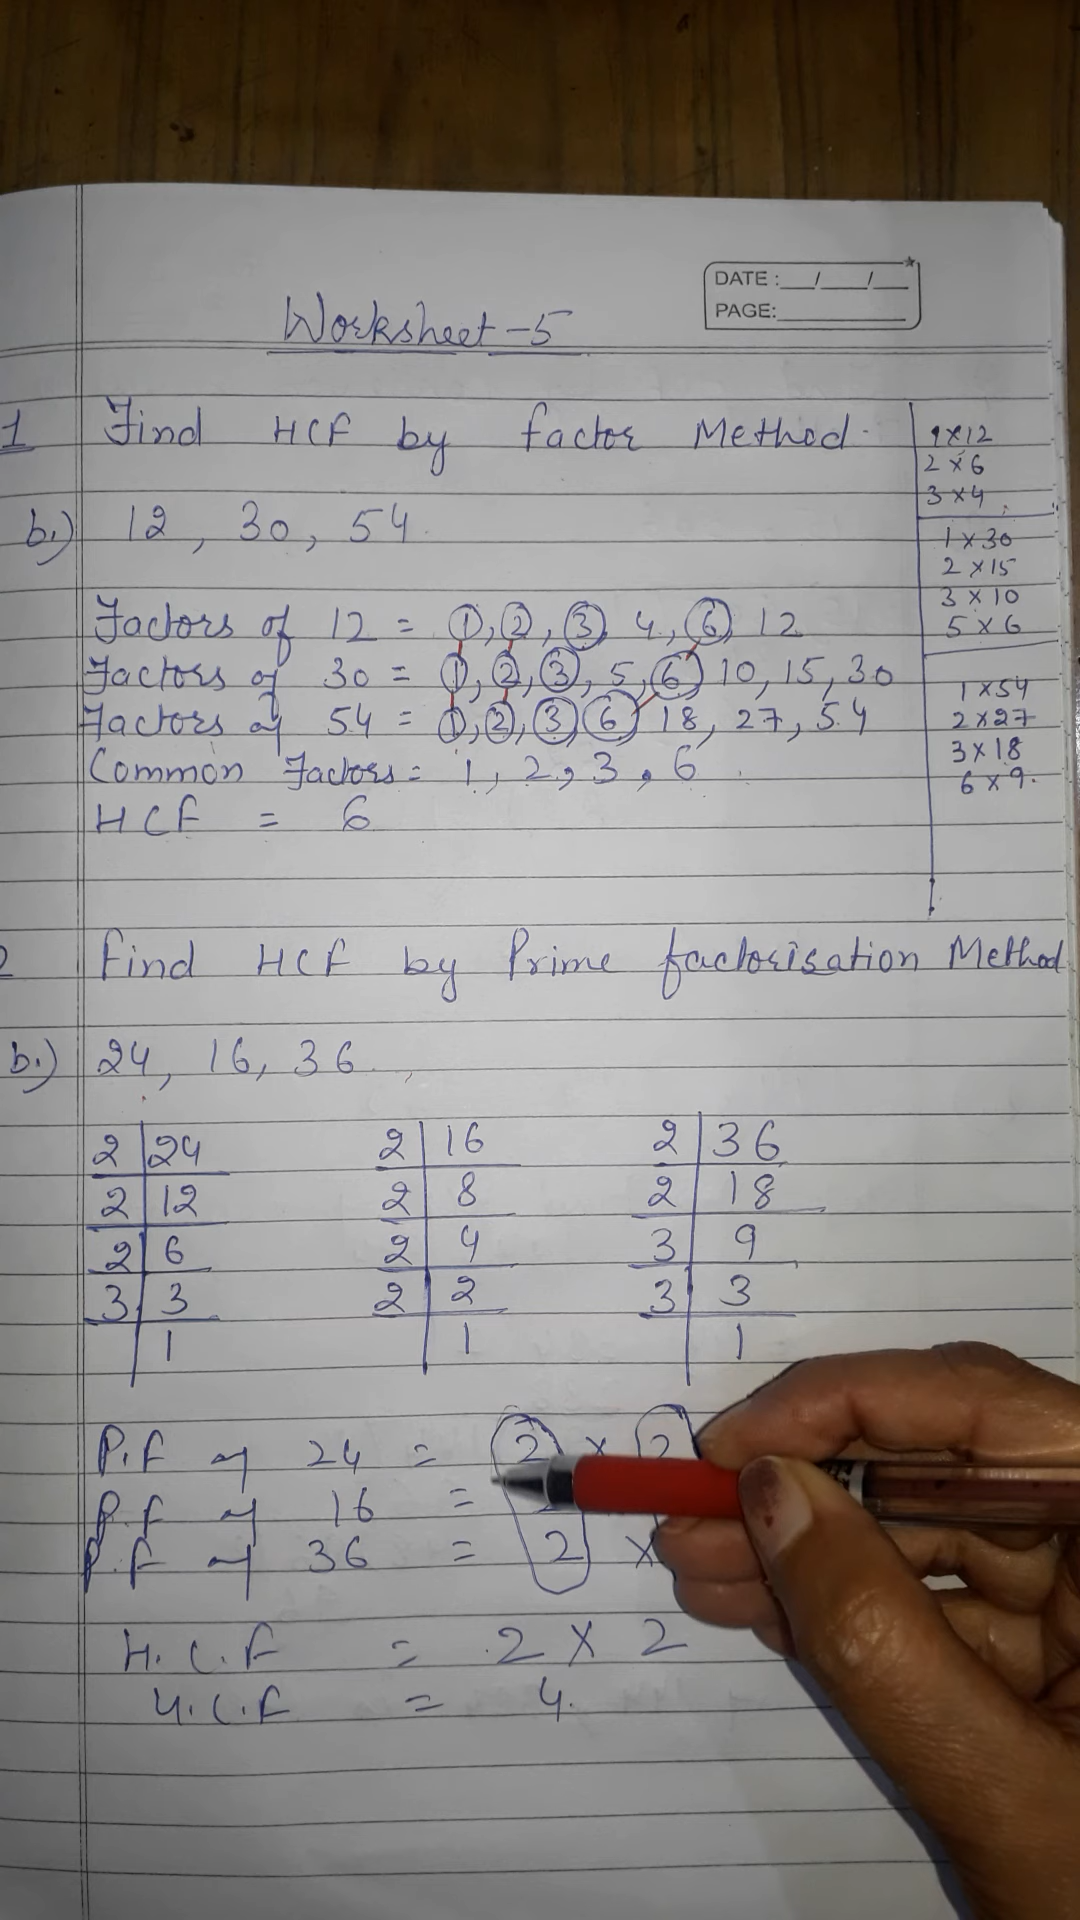 DATE : __/__/__
PAGE: ______
Worksheet-5
1 Find HCF by factor Method.
b.) 12, 30, 54.
1x12
2x6
3x4
1x30
2x15
3x10
5x6
1x54
2x27
3x18
6x9.
Factors of 12 = 1, 2, 3, 4, 6, 12
Factors of 30 = 1, 2, 3, 5, 6, 10, 15, 30
Factors of 54 = 1, 2, 3, 6, 18, 27, 54
Common Factors = 1, 2, 3, 6
HCF = 6
2 Find HCF by Prime factorisation Method
b.) 24, 16, 36
2 24 2 16 2 36
2 12 2 8 2 18
2 6 2 4 3 9
3 3 2 2 3 3
1 1 1
P.F of 24 = 2 x 2
P.F of 16 =
P.F of 36 = 2 x
H.C.F = 2 x 2
H.C.F = 4.